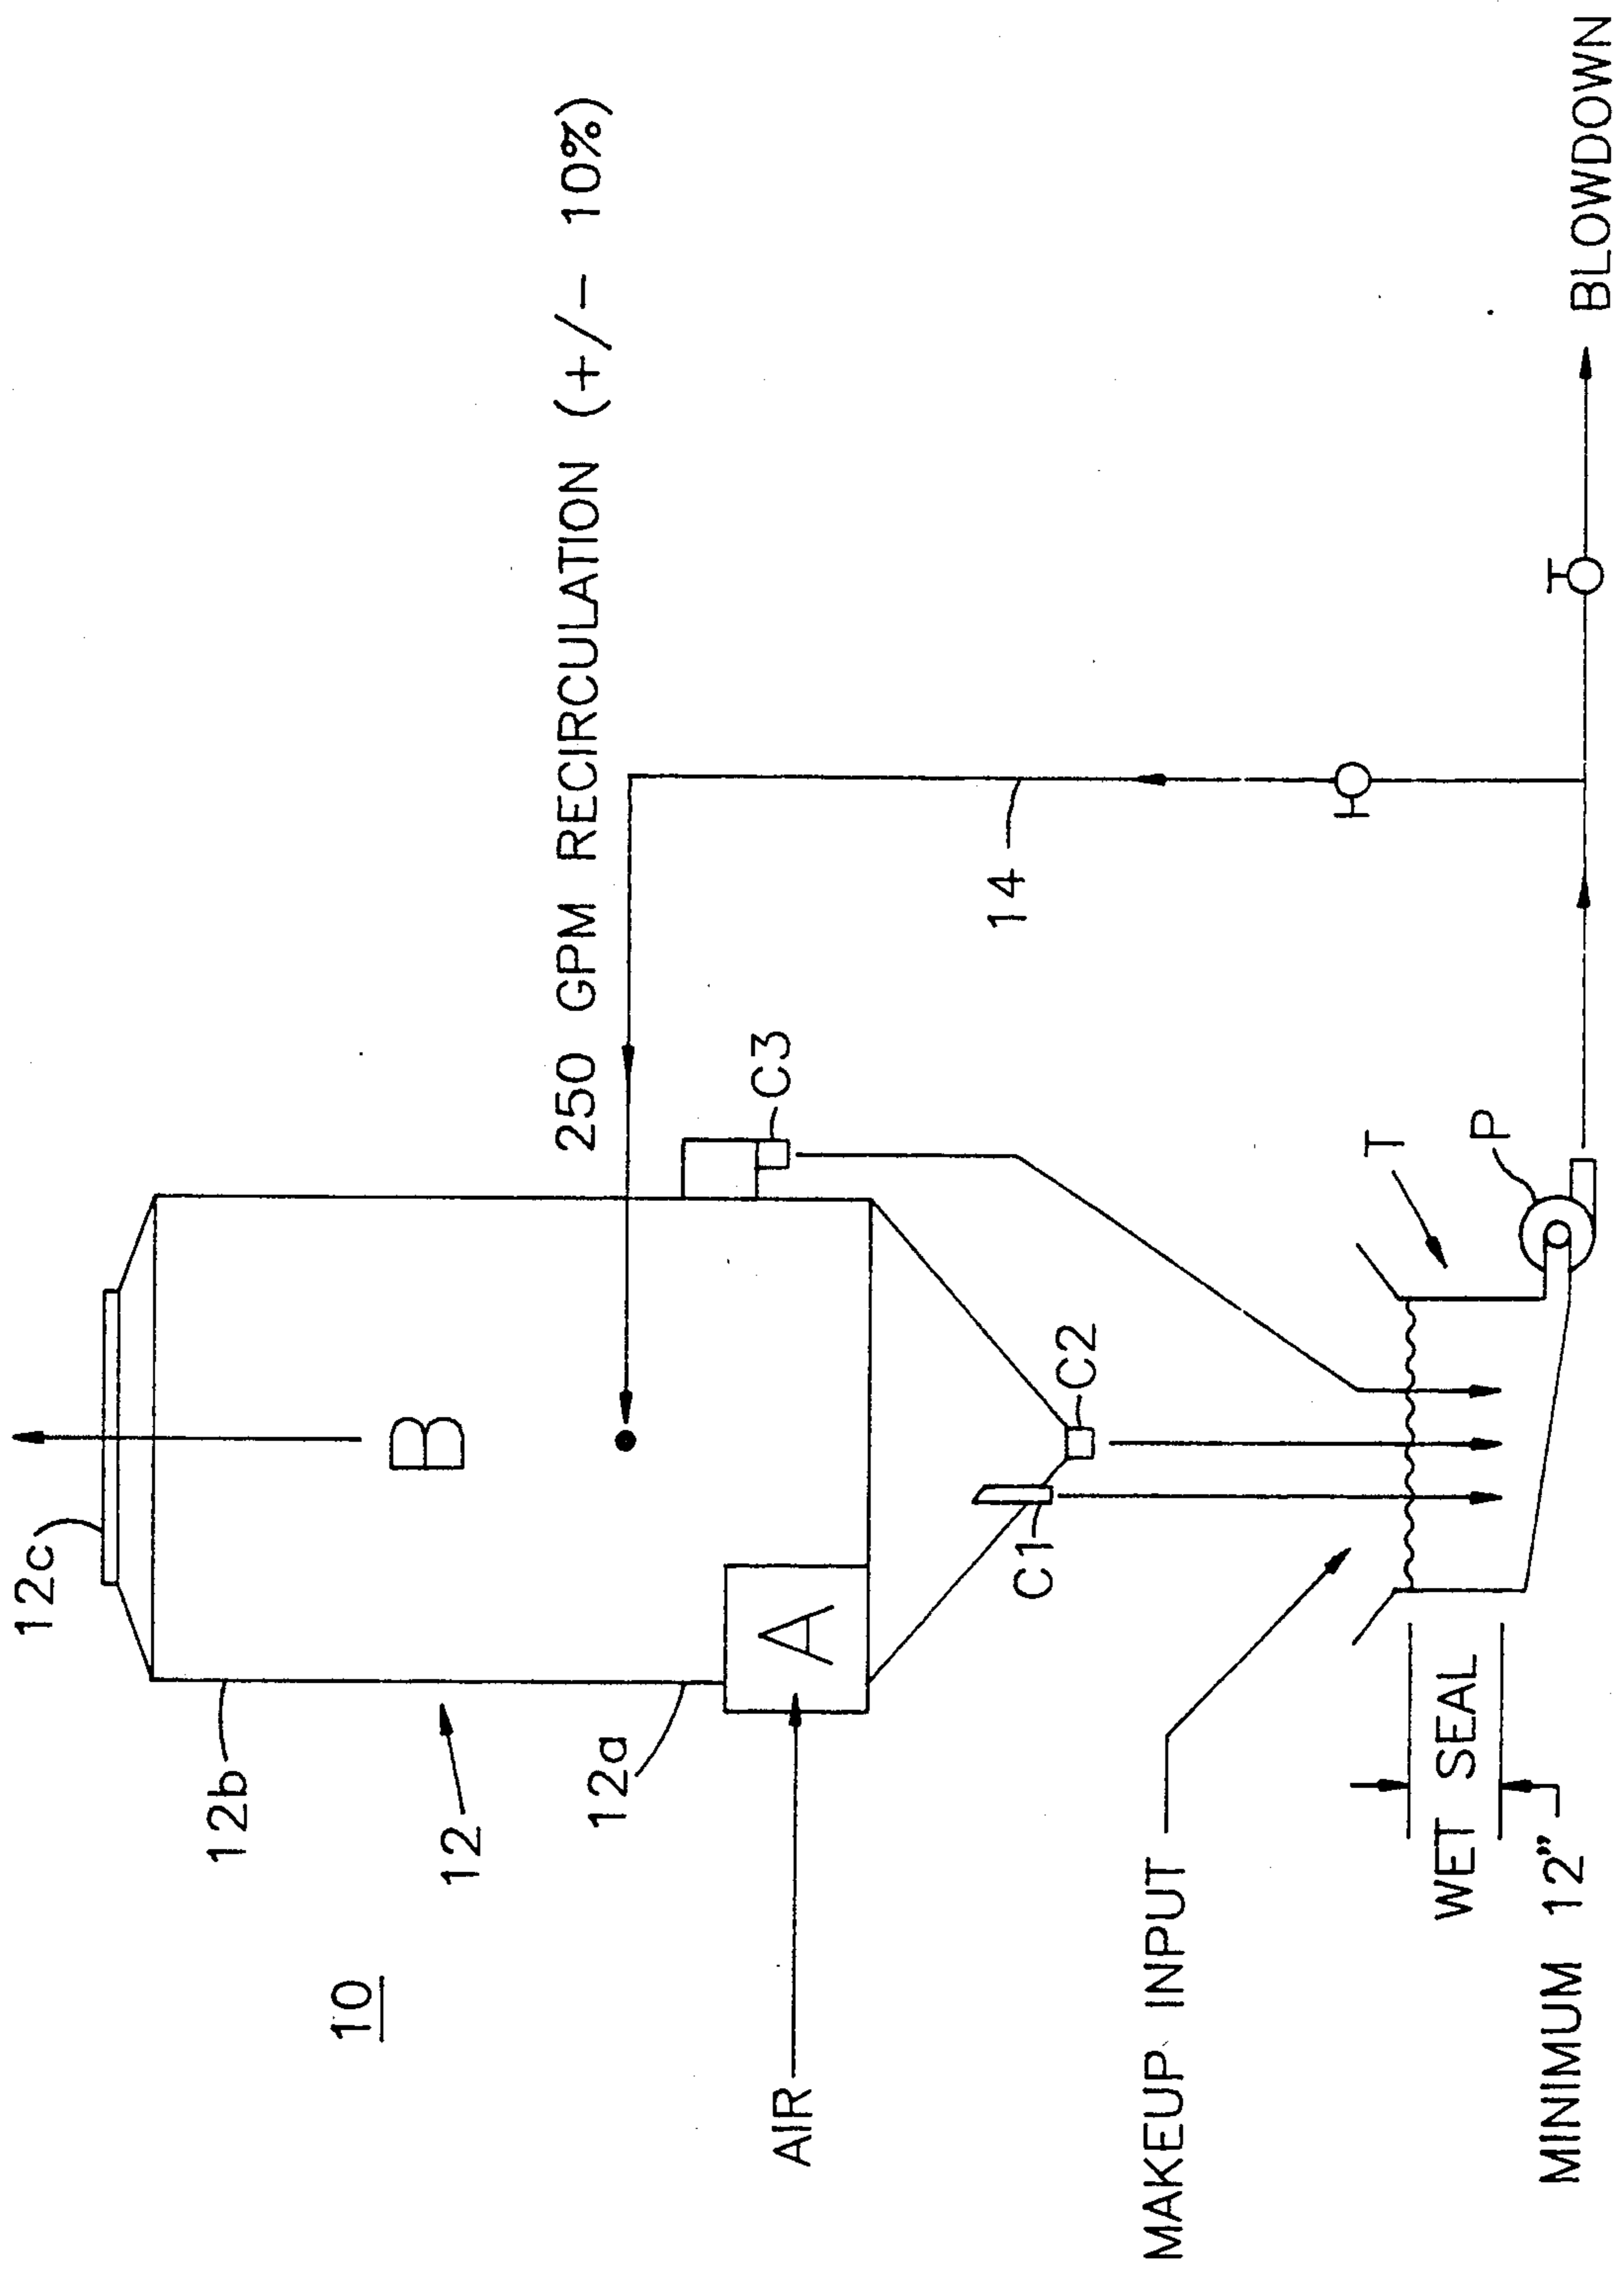 12c
12b
12
12a
B
10
A
AIR
250 GPM RECIRCULATION (+/- 10%)
C3
C1
C2
14
MAKEUP INPUT
T
P
WET SEAL
MINIMUM 12"
BLOWDOWN